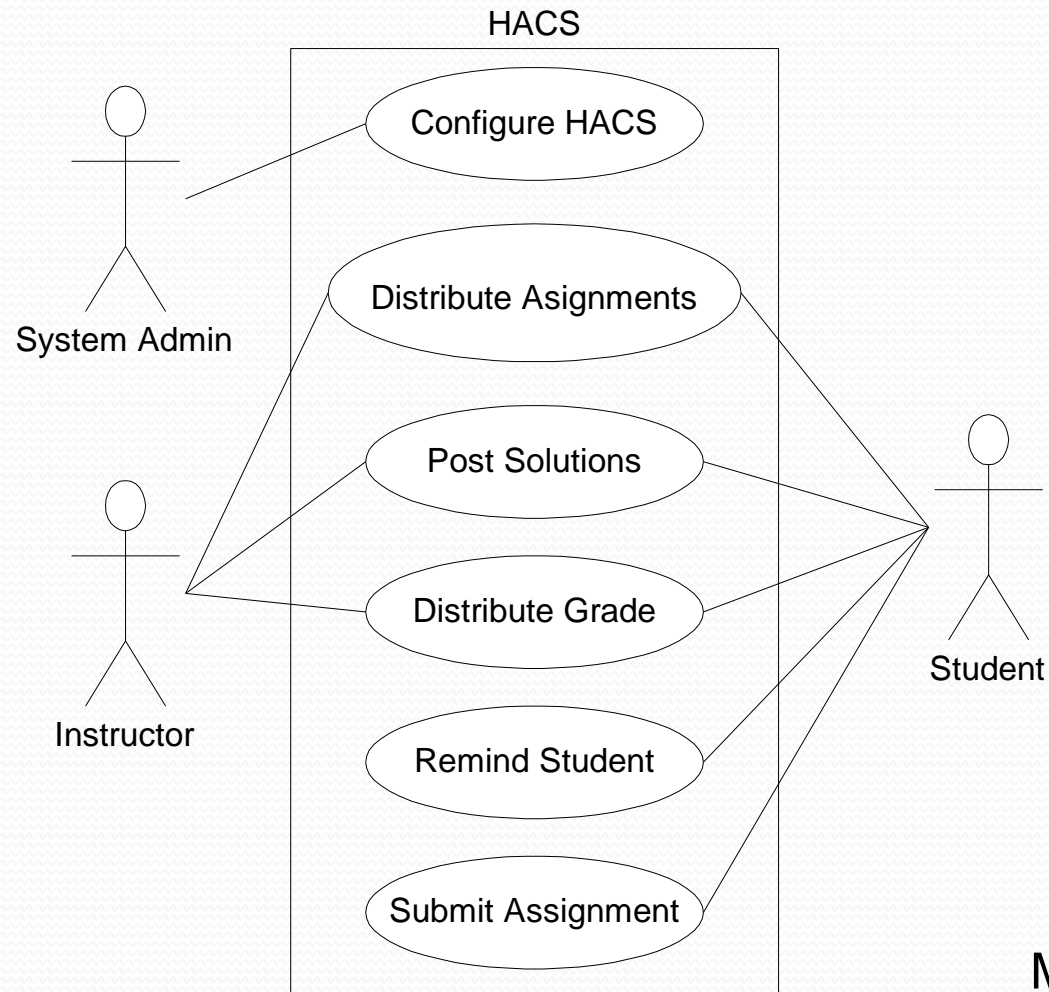 HACS
Configure HACS
Distribute Asignments
System Admin
Post Solutions
Distribute Grade
Student
Instructor
Remind Student
Submit Assignment
M